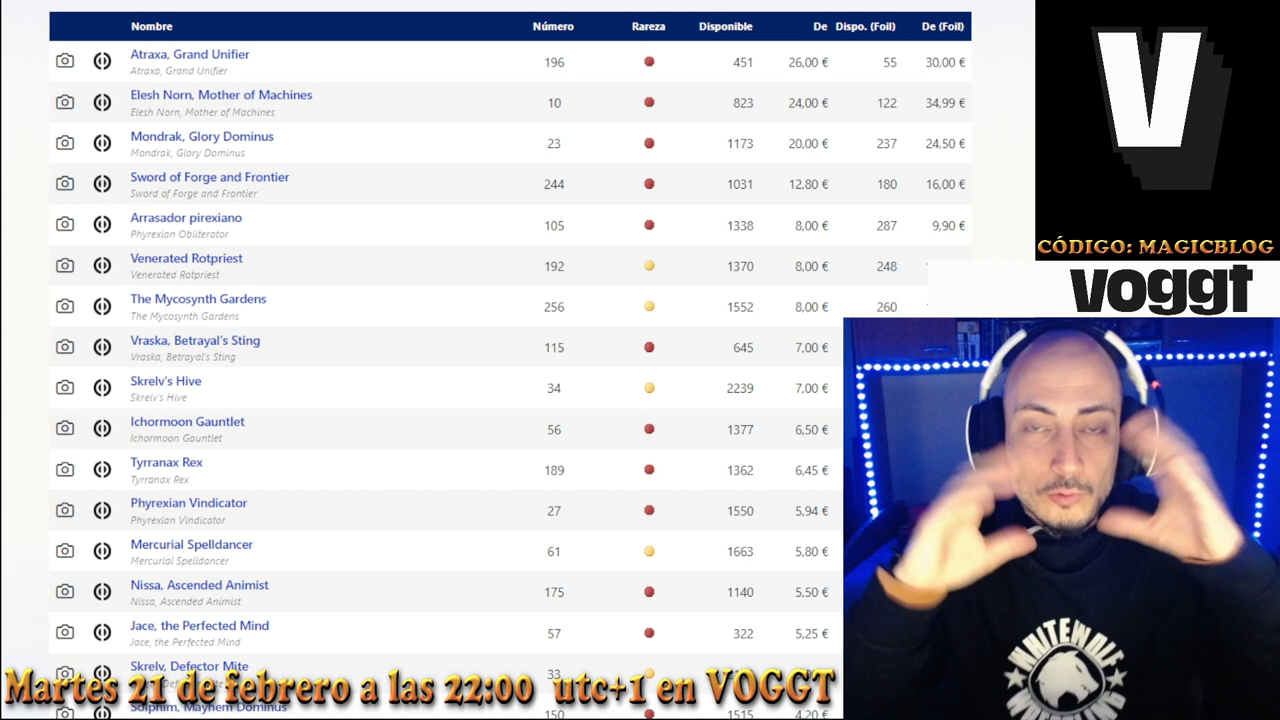 Nombre Número Rareza Disponible De Dispo. (Foil) De (Foil)
Atraxa, Grand Unifier 196 451 26,00 € 55 30,00 €
Atraxa, Grand Unifier
Elesh Norn, Mother of Machines 10 823 24,00 € 122 34,99 €
Elesh Norn, Mother of Machines
Mondrak, Glory Dominus 23 1173 20,00 € 237 24,50 €
Mondrak, Glory Dominus
Sword of Forge and Frontier 244 1031 12,80 € 180 16,00 €
Sword of Forge and Frontier
Arrasador pirexiano 105 1338 8,00 € 287 9,90 €
Phyrexian Obliterator
Venerated Rotpriest 192 1370 8,00 € 248
Venerated Rotpriest
The Mycosynth Gardens 256 1552 8,00 € 260
The Mycosynth Gardens
Vraska, Betrayal's Sting 115 645 7,00 €
Vraska, Betrayal's Sting
Skrelv's Hive 34 2239 7,00 €
Skrelv's Hive
Ichormoon Gauntlet 56 1377 6,50 €
Ichormoon Gauntlet
Tyrranax Rex 189 1362 6,45 €
Tyrranax Rex
Phyrexian Vindicator 27 1550 5,94 €
Phyrexian Vindicator
Mercurial Spelldancer 61 1663 5,80 €
Mercurial Spelldancer
Nissa, Ascended Animist 175 1140 5,50 €
Nissa, Ascended Animist
Jace, the Perfected Mind 57 322 5,25 €
Jace, the Perfected Mind
Skrelv, Defector Mite 33
Solphim, Mayhem Dominus 150 1515 4,20 €
Martes 21 de febrero a las 22:00 utc+1 en VOGGT
V
CÓDIGO: MAGICBLOG
voggt
WHITEWOLF